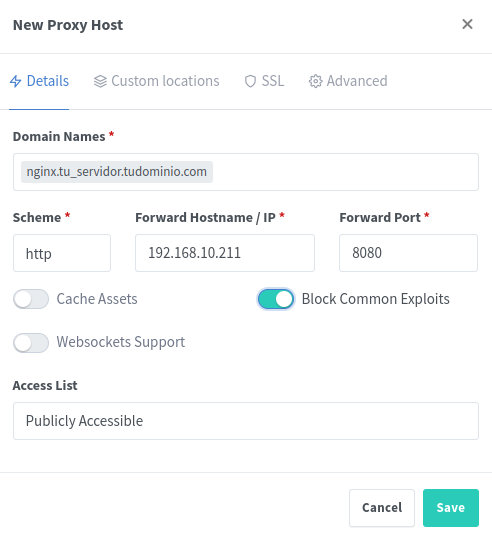 New Proxy Host
Details Custom locations SSL Advanced
Domain Names *
nginx.tu_servidor.tudominio.com
Scheme * Forward Hostname / IP * Forward Port *
http 192.168.10.211 8080
Cache Assets Block Common Exploits
Websockets Support
Access List
Publicly Accessible
Cancel Save